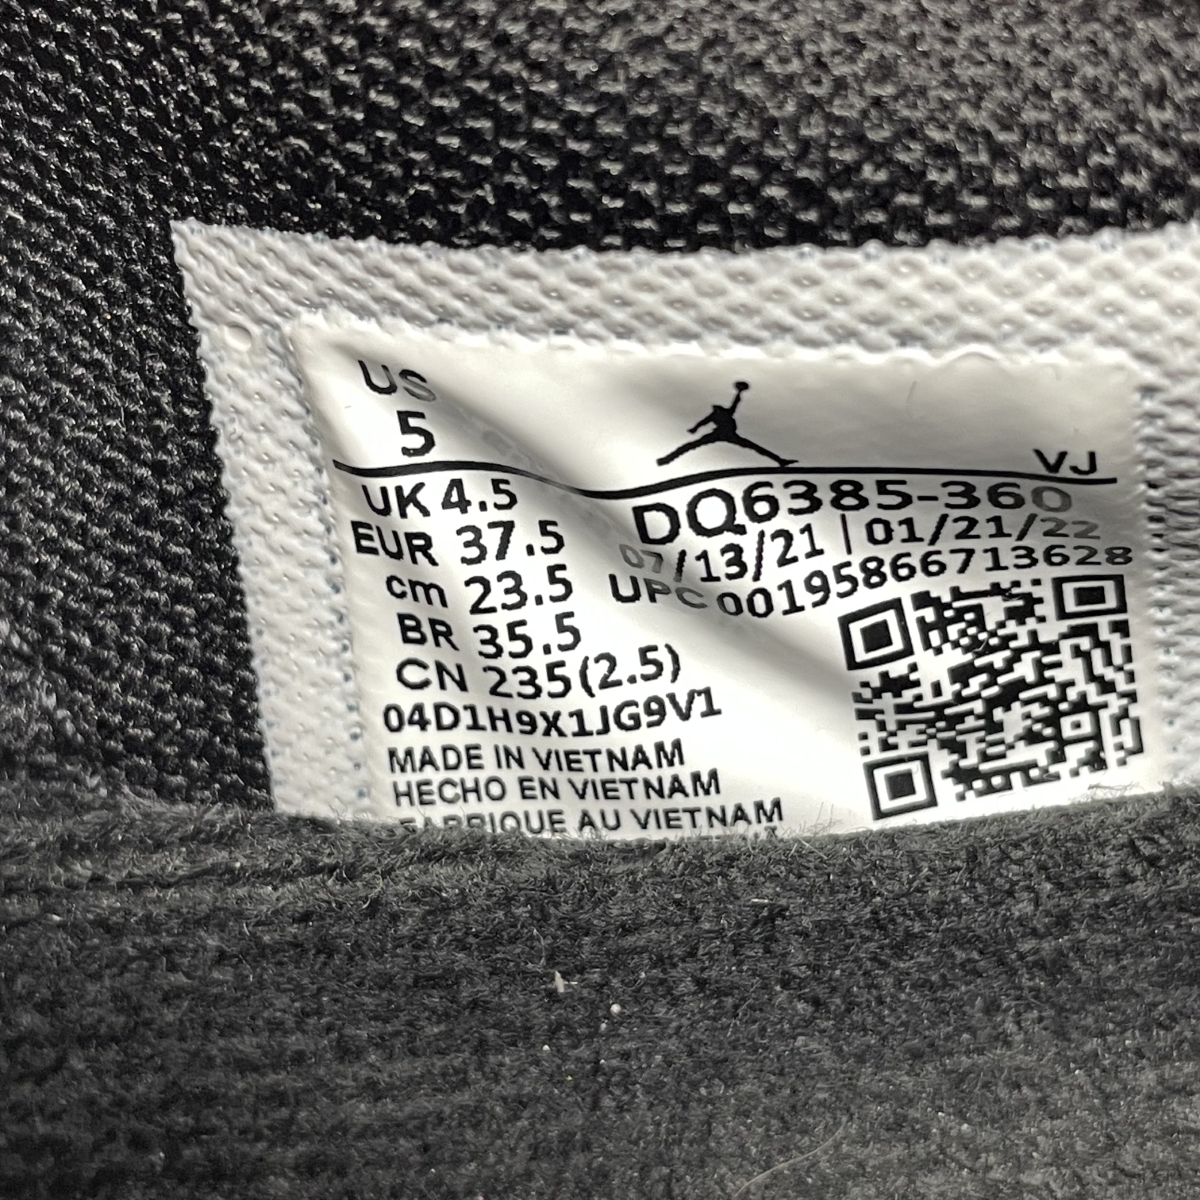 US
5
VJ
UK 4.5
DQ6385-360
EUR 37.5
07/13/21 | 01/21/22
cm 23.5
UPC 00195866713628
BR 35.5
CN 235(2.5)
04D1H9X1JG9V1
MADE IN VIETNAM
HECHO EN VIETNAM
FABRIQUE AU VIETNAM